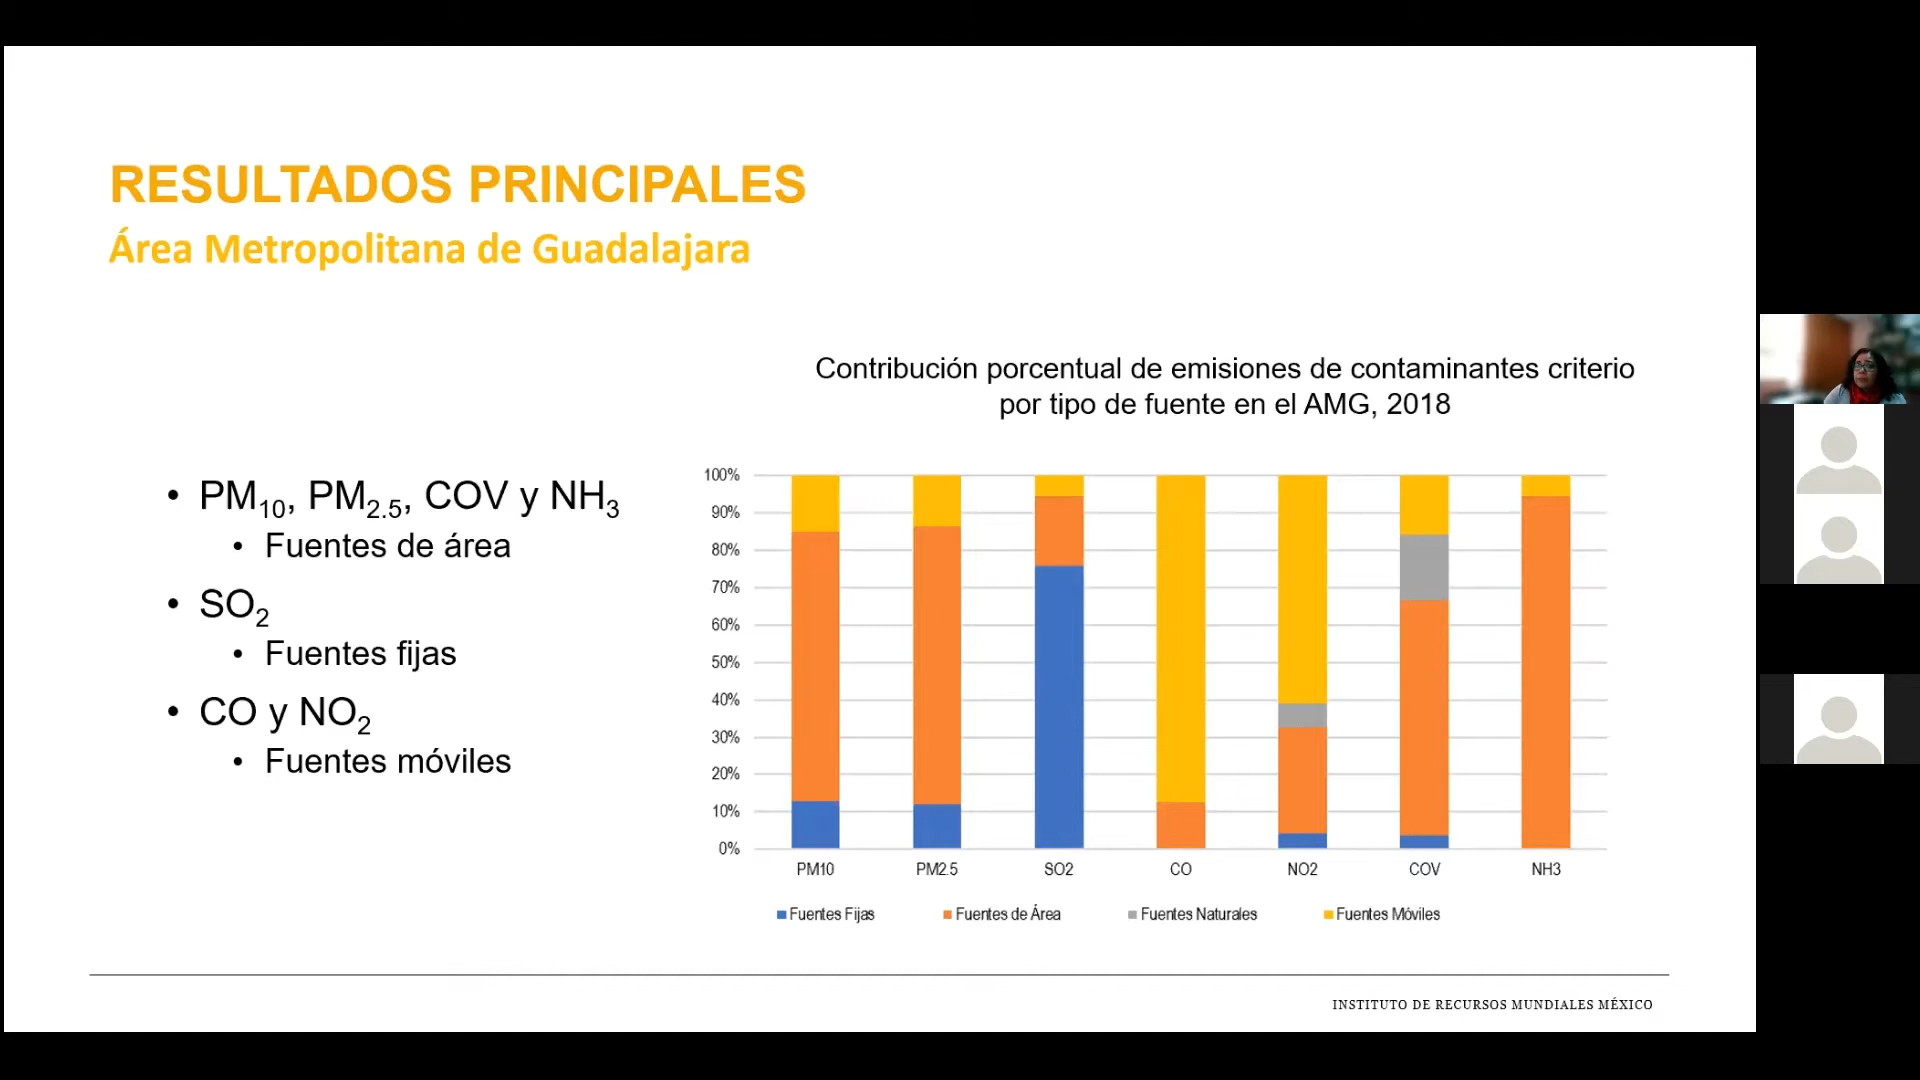 RESULTADOS PRINCIPALES
Área Metropolitana de Guadalajara
Contribución porcentual de emisiones de contaminantes criterio
por tipo de fuente en el AMG, 2018
• PM10, PM2.5, COV y NH3
• Fuentes de área
• SO2
• Fuentes fijas
• CO y NO2
• Fuentes móviles
100%
90%
80%
70%
60%
50%
40%
30%
20%
10%
0%
PM10 PM2.5 SO2 CO NO2 COV NH3
Fuentes Fijas Fuentes de Área Fuentes Naturales Fuentes Móviles
INSTITUTO DE RECURSOS MUNDIALES MÉXICO